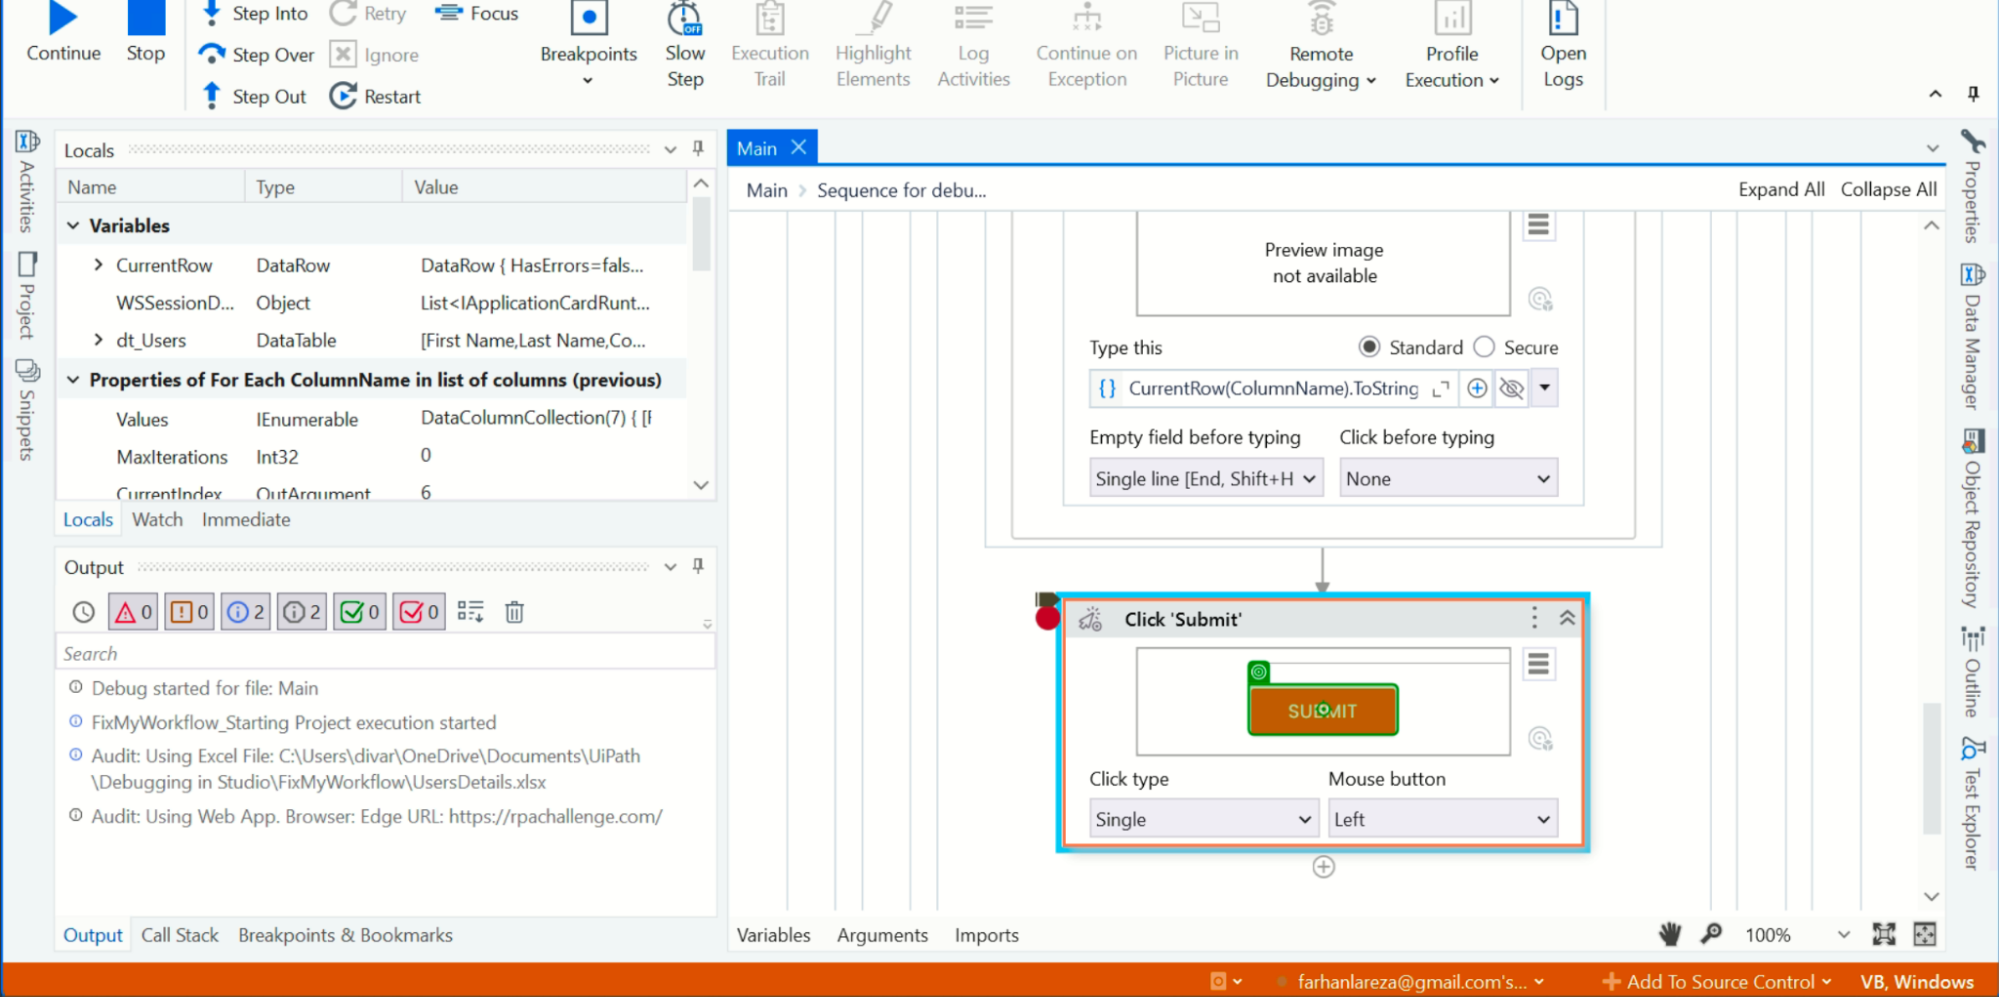 Continue
Stop
Step Into
Retry
Focus
Step Over
Ignore
Step Out
Restart
Breakpoints
Slow
Step
OFF
Execution
Trail
Highlight
Elements
Log
Activities
Continue on
Exception
Picture in
Picture
Remote
Debugging
Profile
Execution
Open
Logs
Activities
Project
Snippets
Locals
Name Type Value
Variables
CurrentRow DataRow DataRow { HasErrors=fals...
WSSessionD... Object List<IApplicationCardRunt...
dt_Users DataTable [First Name,Last Name,Co...
Properties of For Each ColumnName in list of columns (previous)
Values IEnumerable DataColumnCollection(7) { [F
MaxIterations Int32 0
CurrentIndex OutArgument 6
Locals Watch Immediate
Output
0 0 2 2 0 0
Search
Debug started for file: Main
FixMyWorkflow_Starting Project execution started
Audit: Using Excel File: C:\Users\divar\OneDrive\Documents\UiPath
\Debugging in Studio\FixMyWorkflow\UsersDetails.xlsx
Audit: Using Web App. Browser: Edge URL: https://rpachallenge.com/
Output Call Stack Breakpoints & Bookmarks
Main
Main > Sequence for debu...
Expand All Collapse All
Preview image
not available
Type this
Standard Secure
{} CurrentRow(ColumnName).ToString
Empty field before typing Click before typing
Single line [End, Shift+H None
Click 'Submit'
SUBMIT
Click type Mouse button
Single Left
Variables Arguments Imports
100%
Properties
Data Manager
Object Repository
Outline
Test Explorer
farhanlareza@gmail.com's...
Add To Source Control
VB, Windows